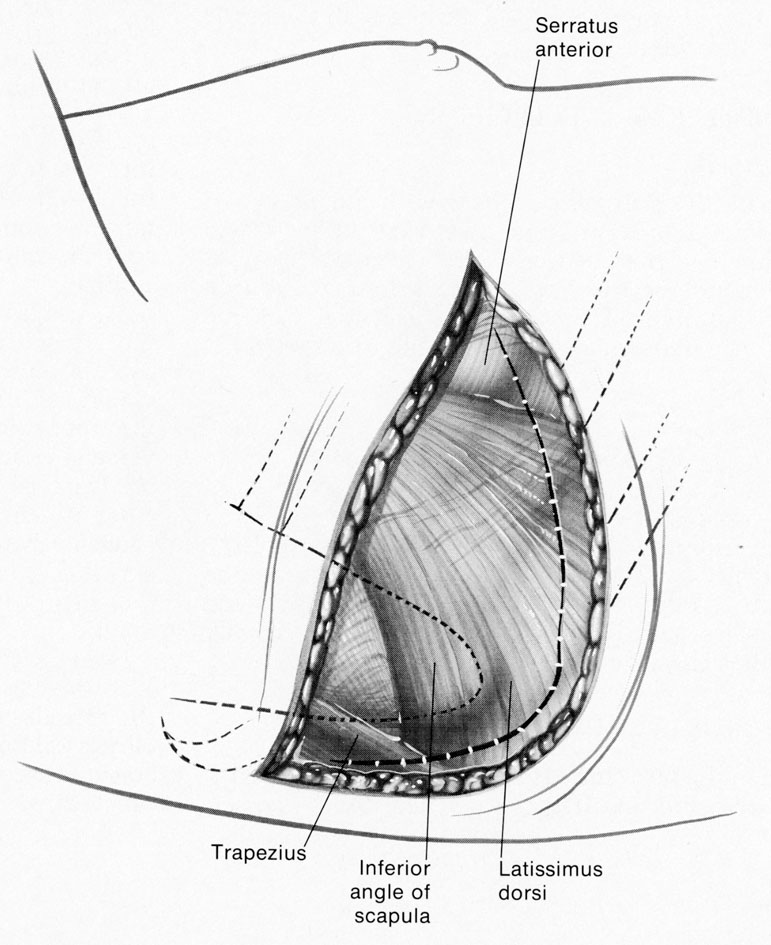 Serratus
anterior
Trapezius
Inferior
angle of
scapula
Latissimus
dorsi